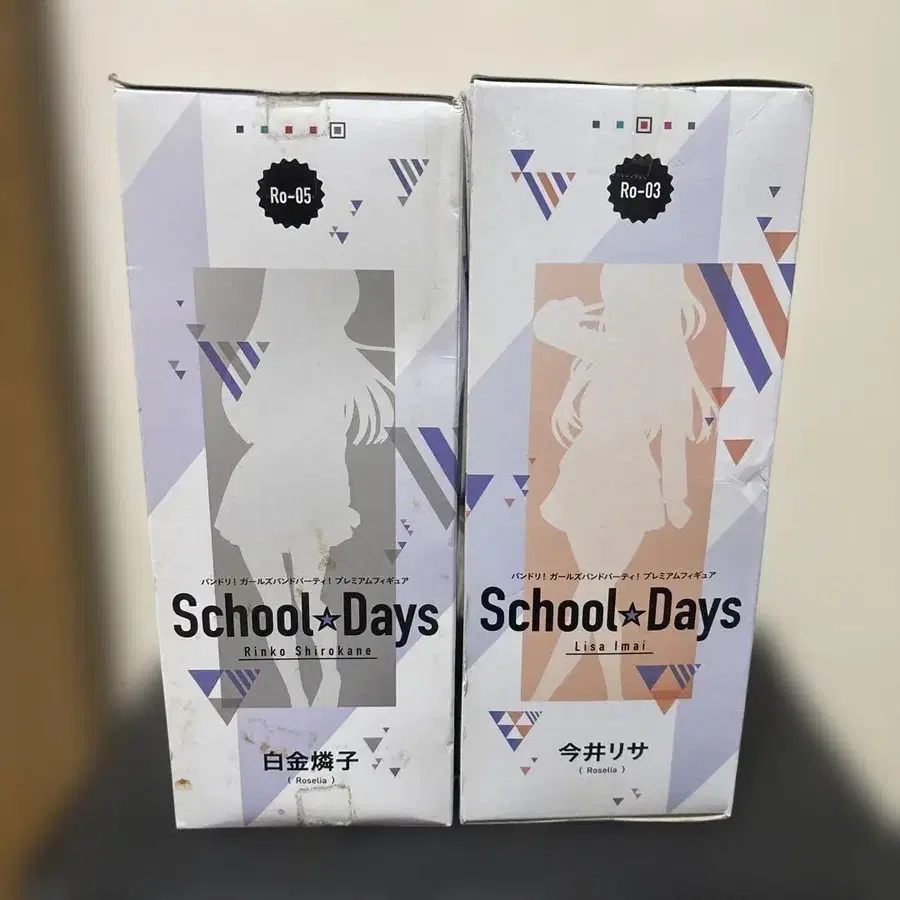 Ro-05
バンドリ！ ガールズバンドパーティ！ プレミアムフィギュア
School★Days
Rinko Shirokane
白金燐子
( Roselia )
Ro-03
バンドリ！ ガールズバンドパーティ！ プレミアムフィギュア
School★Days
Lisa Imai
今井リサ
( Roselia )